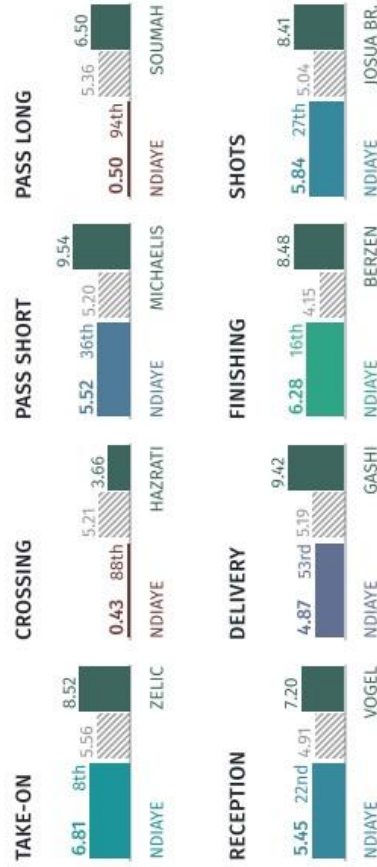 TAKE-ON
6.81 8th
5.56
8.52
NDIAYE
ZELIC
CROSSING
0.43 88th
5.21
3.66
NDIAYE
HAZRATI
PASS SHORT
5.52 36th
5.20
9.54
NDIAYE
MICHAELIS
PASS LONG
0.50 94th
5.36
6.50
NDIAYE
SOUMAH
RECEPTION
5.45 22nd
4.91
7.20
NDIAYE
VOGEL
DELIVERY
4.87 53rd
5.19
9.42
NDIAYE
GASHI
FINISHING
6.28 16th
4.15
8.48
NDIAYE
BERZEN
SHOTS
5.84 27th
5.04
8.41
NDIAYE
JOSUA BR.